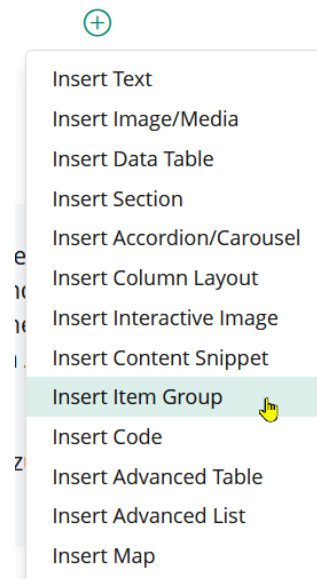 Insert Text
Insert Image/Media
Insert Data Table
Insert Section
Insert Accordion/Carousel
Insert Column Layout
Insert Interactive Image
Insert Content Snippet
Insert Item Group
Insert Code
Insert Advanced Table
Insert Advanced List
Insert Map